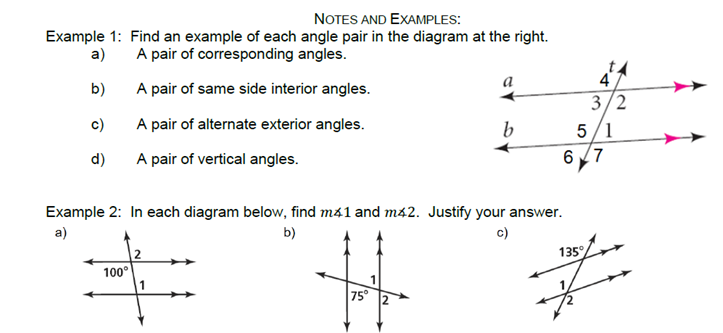 NOTES AND EXAMPLES:
Example 1: Find an example of each angle pair in the diagram at the right.
a) A pair of corresponding angles.
b) A pair of same side interior angles.
c) A pair of alternate exterior angles.
d) A pair of vertical angles.
t
a 4
3 2
b 5 1
6 7
Example 2: In each diagram below, find m∡1 and m∡2. Justify your answer.
a) b) c)
2
100°
1
1
75° 2
135°
1
2